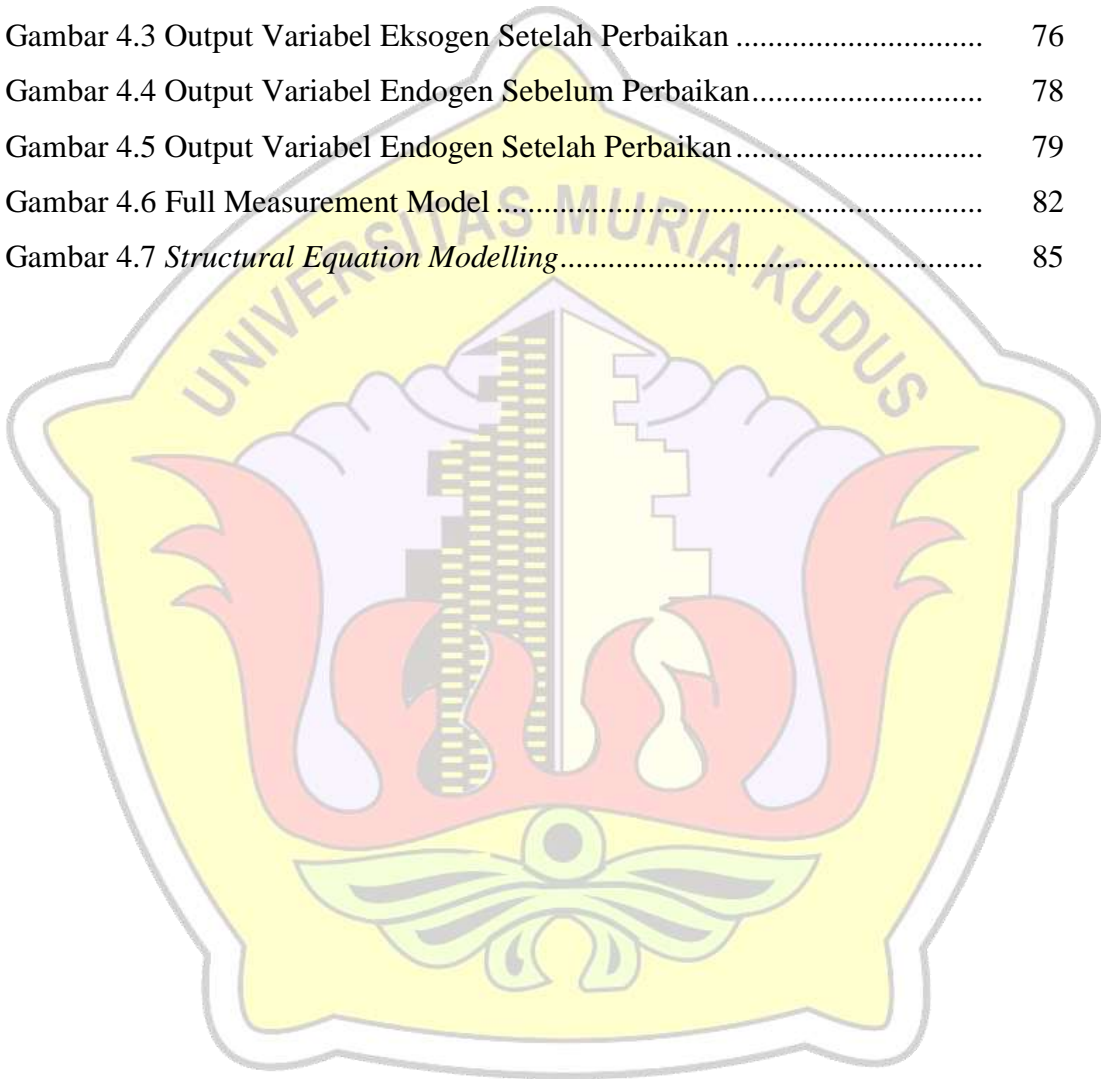 Gambar 4.3 Output Variabel Eksogen Setelah Perbaikan ............................. 76
Gambar 4.4 Output Variabel Endogen Sebelum Perbaikan ........................... 78
Gambar 4.5 Output Variabel Endogen Setelah Perbaikan ............................. 79
Gambar 4.6 Full Measurement Model ........................................................... 82
Gambar 4.7 Structural Equation Modelling ................................................... 85
UNIVERSITAS MURIA KUDUS